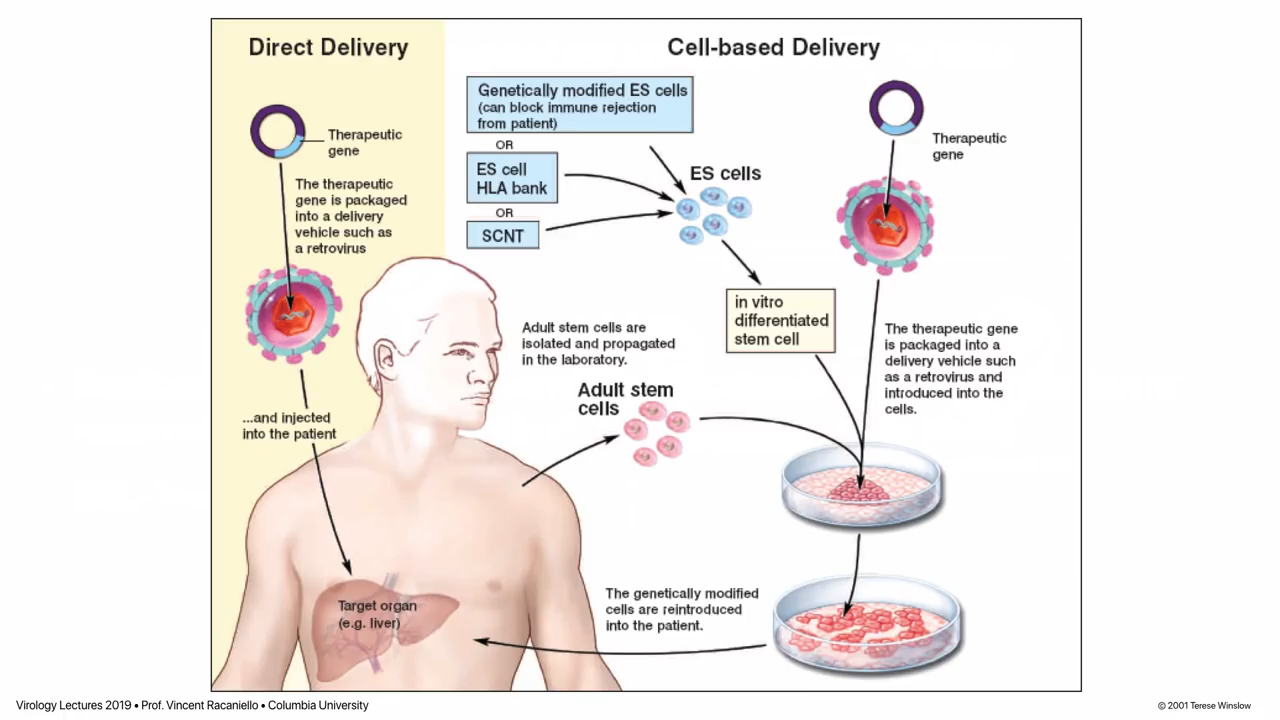 Direct Delivery
Therapeutic
gene
The therapeutic
gene is packaged
into a delivery
vehicle such as
a retrovirus
...and injected
into the patient
Target organ
(e.g. liver)
Cell-based Delivery
Genetically modified ES cells
(can block immune rejection
from patient)
OR
ES cell
HLA bank
OR
SCNT
ES cells
in vitro
differentiated
stem cell
Adult stem cells are
isolated and propagated
in the laboratory.
Adult stem
cells
Therapeutic
gene
The therapeutic gene
is packaged into a
delivery vehicle such
as a retrovirus and
introduced into the
cells.
The genetically modified
cells are reintroduced
into the patient.
Virology Lectures 2019 • Prof. Vincent Racaniello • Columbia University
© 2001 Terese Winslow